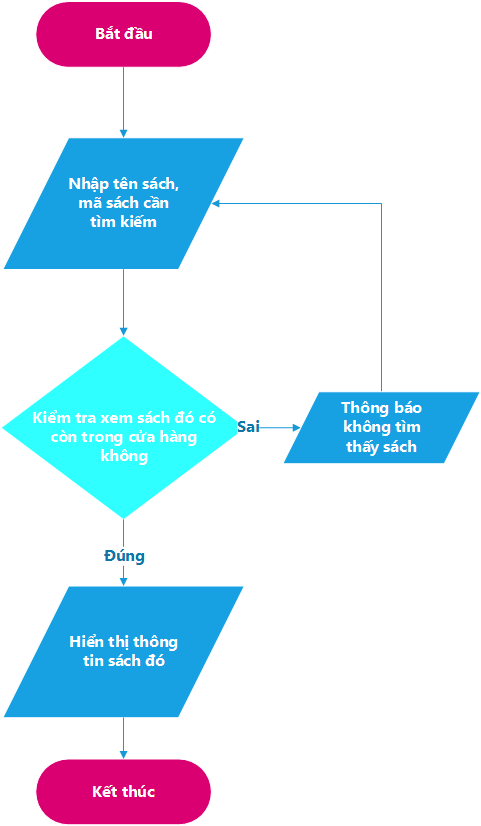 Bắt đầu
Nhập tên sách,
mã sách cần
tìm kiếm
Kiểm tra xem sách đó có
còn trong cửa hàng
không
Sai
Thông báo
không tìm
thấy sách
Đúng
Hiển thị thông
tin sách đó
Kết thúc